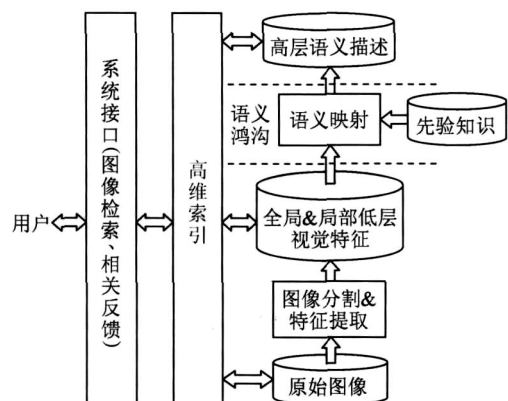 用户
系统接口(图像检索、相关反馈)
高维索引
高层语义描述
语义
鸿沟
语义映射
先验知识
全局&局部低层
视觉特征
图像分割&
特征提取
原始图像